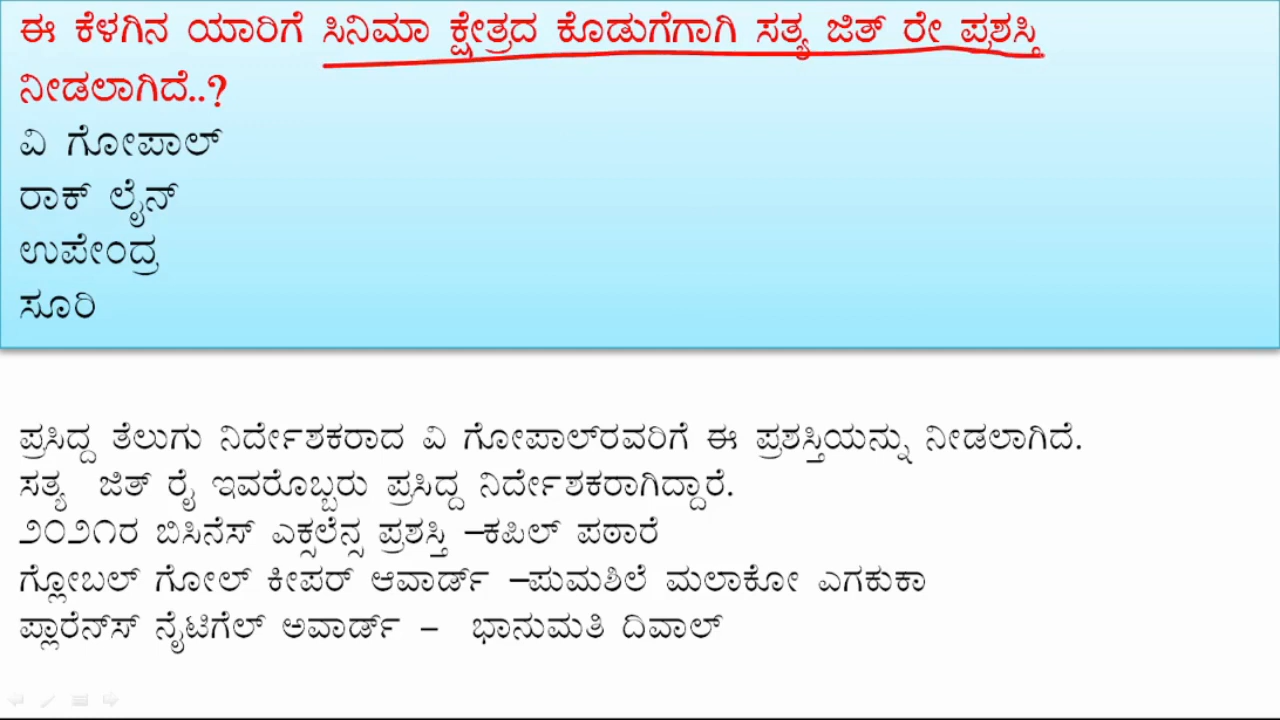 ಈ ಕೆಳಗಿನ ಯಾರಿಗೆ ಸಿನಿಮಾ ಕ್ಷೇತ್ರದ ಕೊಡುಗೆಗಾಗಿ ಸತ್ಯ ಜಿತ್ ರೇ ಪ್ರಶಸ್ತಿ
ನೀಡಲಾಗಿದೆ..?
ವಿ ಗೋಪಾಲ್
ರಾಕ್ ಲೈನ್
ಉಪೇಂದ್ರ
ಸೂರಿ
ಪ್ರಸಿದ್ದ ತೆಲುಗು ನಿರ್ದೇಶಕರಾದ ವಿ ಗೋಪಾಲ್‌ರವರಿಗೆ ಈ ಪ್ರಶಸ್ತಿಯನ್ನು ನೀಡಲಾಗಿದೆ.
ಸತ್ಯ ಜಿತ್ ರೈ ಇವರೊಬ್ಬರು ಪ್ರಸಿದ್ದ ನಿರ್ದೇಶಕರಾಗಿದ್ದಾರೆ.
೨೦೨೧ರ ಬಿಸಿನೆಸ್ ಎಕ್ಸಲೆನ್ಸ ಪ್ರಶಸ್ತಿ –ಕಪಿಲ್ ಪಠಾರೆ
ಗ್ಲೋಬಲ್ ಗೋಲ್ ಕೀಪರ್ ಆವಾರ್ಡ್ –ಪುಮಶಿಲೆ ಮಲಾಕೋ ಎಗಕುಕಾ
ಪ್ಲಾರೆನ್‌ಸ್ ನೈಟಿಗೆಲ್ ಅವಾರ್ಡ್ – ಭಾನುಮತಿ ದಿವಾಲ್